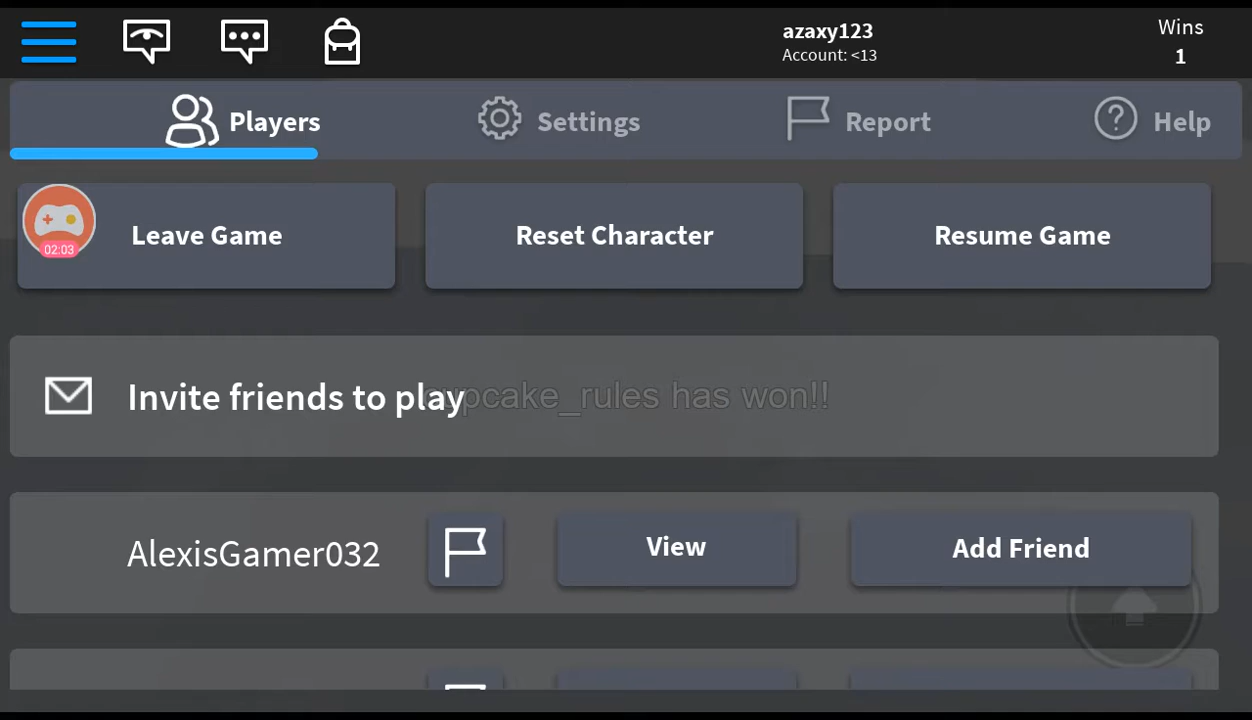 azaxy123
Account: <13
Wins
1
Players
Settings
Report
Help
02:03
Leave Game
Reset Character
Resume Game
Invite friends to play
cupcake_rules has won!!
AlexisGamer032
View
Add Friend